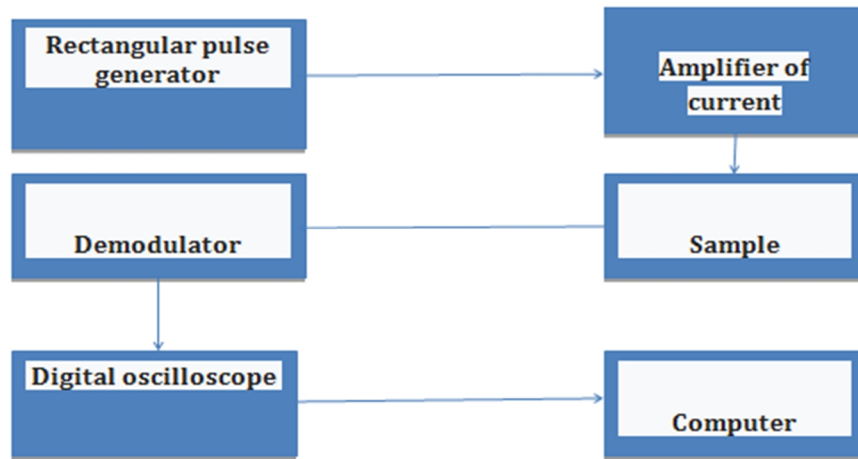 Rectangular pulse
generator
Amplifier of
current
Demodulator
Sample
Digital oscilloscope
Computer